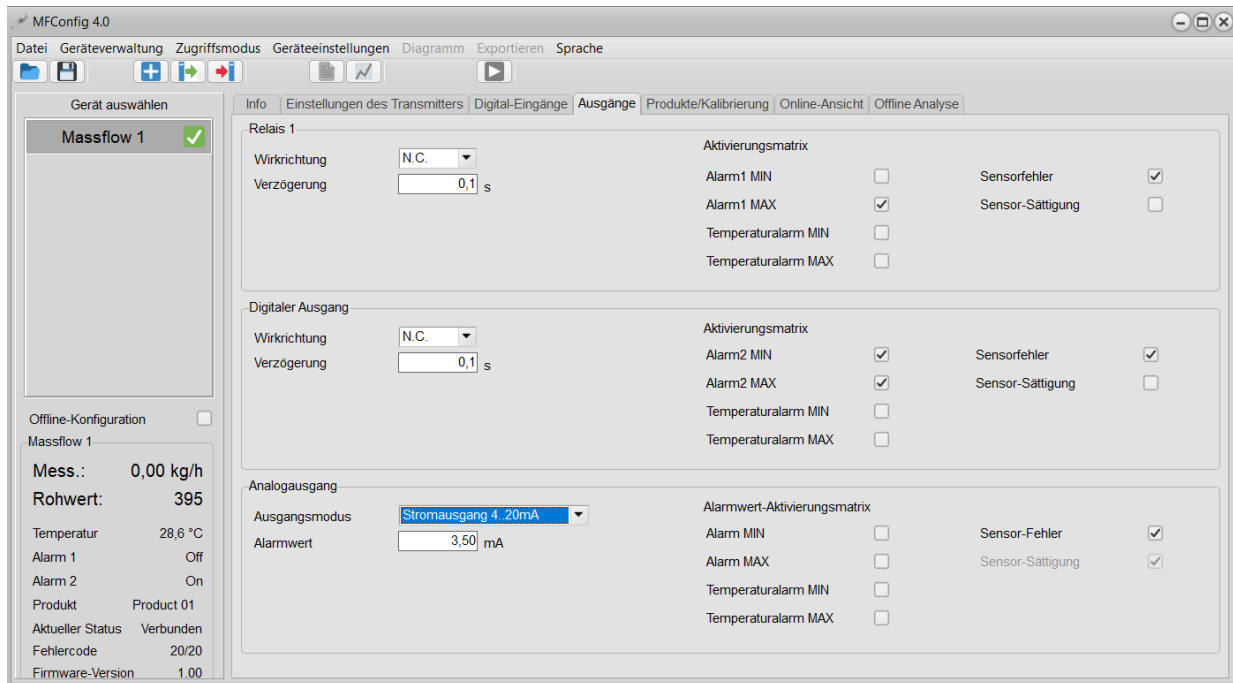 MFConfig 4.0
Datei Geräteverwaltung Zugriffsmodus Geräteeinstellungen Diagramm Exportieren Sprache
Gerät auswählen
Massflow 1
Offline-Konfiguration
Massflow 1
Mess.: 0,00 kg/h
Rohwert: 395
Temperatur 28,6 °C
Alarm 1 Off
Alarm 2 On
Produkt Product 01
Aktueller Status Verbunden
Fehlercode 20/20
Firmware-Version 1.00
Info Einstellungen des Transmitters Digital-Eingänge Ausgänge Produkte/Kalibrierung Online-Ansicht Offline Analyse
Relais 1
Wirkrichtung N.C.
Verzögerung 0,1 s
Aktivierungsmatrix
Alarm1 MIN Sensorfehler
Alarm1 MAX Sensor-Sättigung
Temperaturalarm MIN
Temperaturalarm MAX
Digitaler Ausgang
Wirkrichtung N.C.
Verzögerung 0,1 s
Aktivierungsmatrix
Alarm2 MIN Sensorfehler
Alarm2 MAX Sensor-Sättigung
Temperaturalarm MIN
Temperaturalarm MAX
Analogausgang
Ausgangsmodus Stromausgang 4..20mA
Alarmwert 3,50 mA
Alarmwert-Aktivierungsmatrix
Alarm MIN Sensor-Fehler
Alarm MAX Sensor-Sättigung
Temperaturalarm MIN
Temperaturalarm MAX